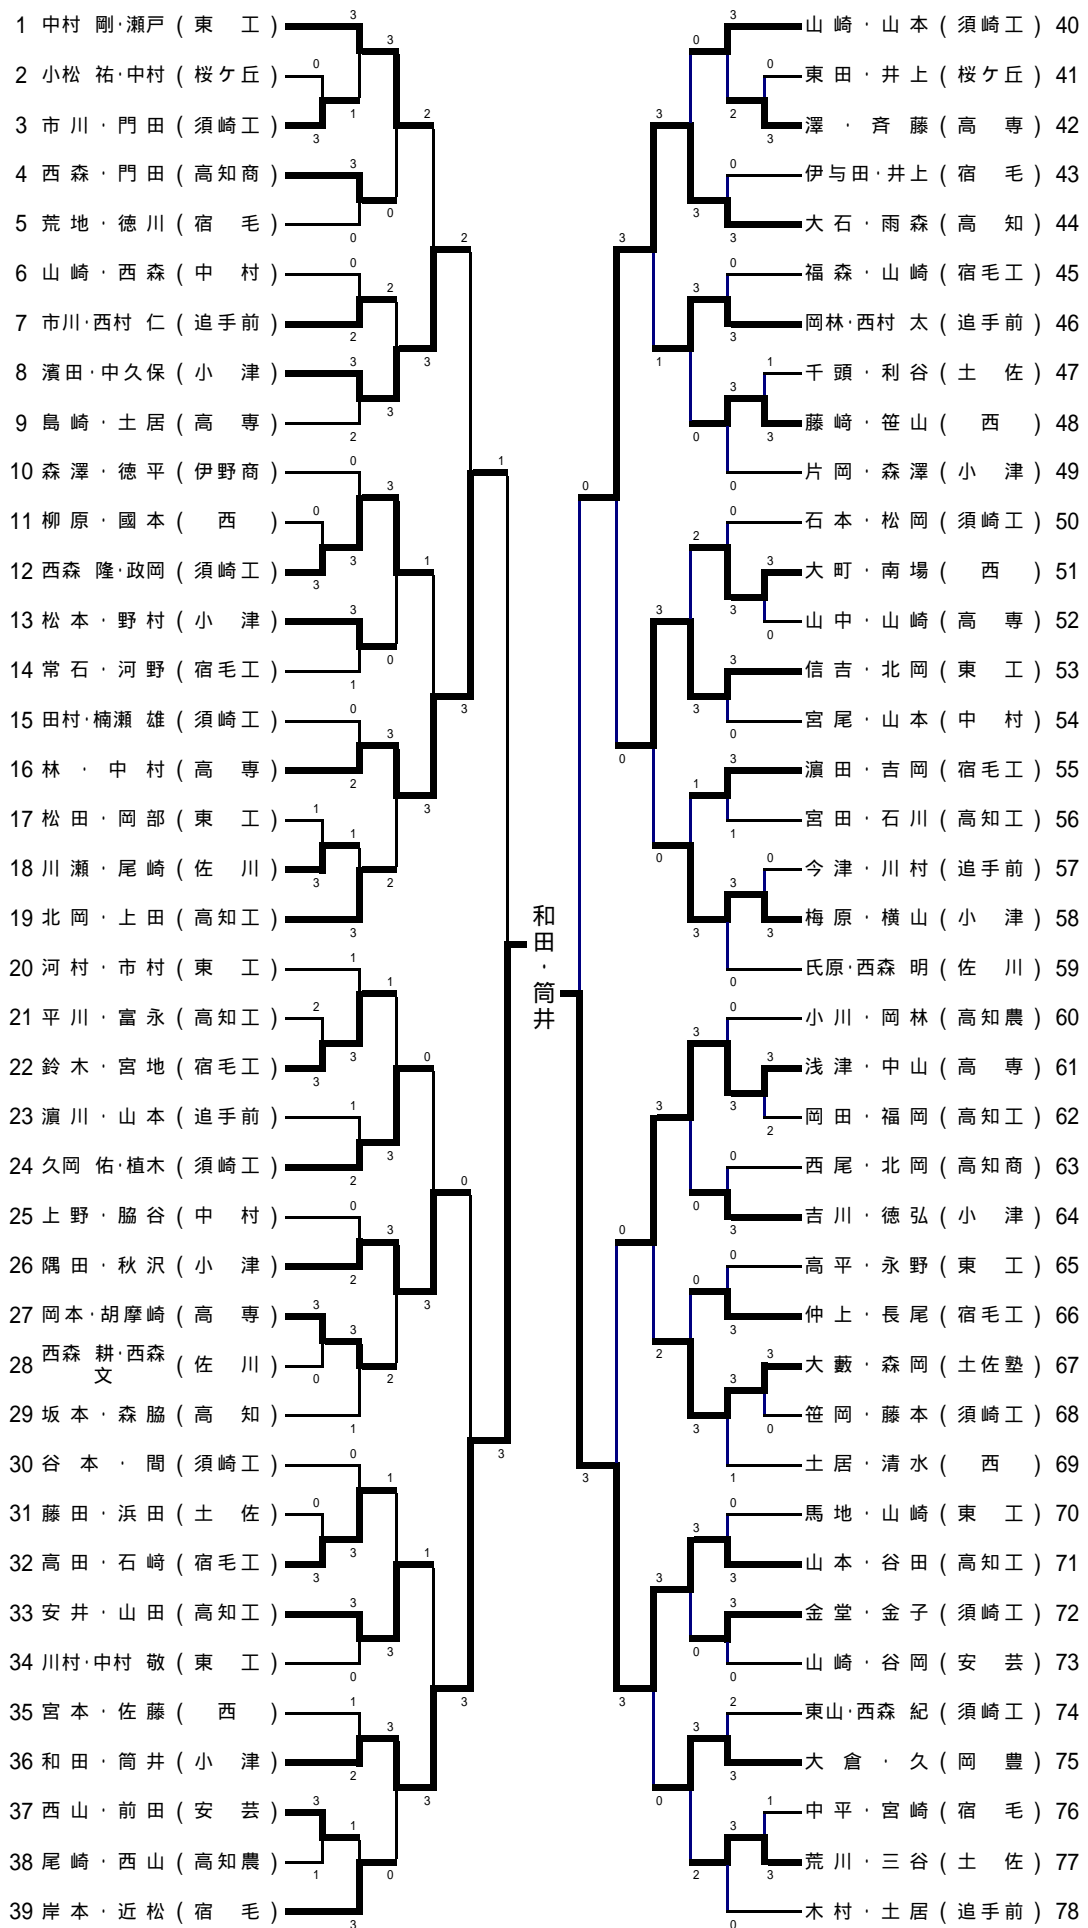 1 中村 剛・瀬戸 ( 東 工 )
2 小松 祐・中村 ( 桜ケ丘 )
3 市川・門田 ( 須崎工 )
4 西森・門田 ( 高知商 )
5 荒地・徳川 ( 宿 毛 )
6 山崎・西森 ( 中 村 )
7 市川・西村 仁 ( 追手前 )
8 濱田・中久保 ( 小 津 )
9 島崎・土居 ( 高 専 )
10 森澤・徳平 ( 伊野商 )
11 柳原・國本 ( 西 )
12 西森 隆・政岡 ( 須崎工 )
13 松本・野村 ( 小 津 )
14 常石・河野 ( 宿毛工 )
15 田村・楠瀬 雄 ( 須崎工 )
16 林・中村 ( 高 専 )
17 松田・岡部 ( 東 工 )
18 川瀬・尾崎 ( 佐 川 )
19 北岡・上田 ( 高知工 )
20 河村・市村 ( 東 工 )
21 平川・富永 ( 高知工 )
22 鈴木・宮地 ( 宿毛工 )
23 濵川・山本 ( 追手前 )
24 久岡 佑・植木 ( 須崎工 )
25 上野・脇谷 ( 中 村 )
26 隅田・秋沢 ( 小 津 )
27 岡本・胡摩崎 ( 高 専 )
28 西森 耕・西森 文 ( 佐 川 )
29 坂本・森脇 ( 高 知 )
30 谷本・間 ( 須崎工 )
31 藤田・浜田 ( 土 佐 )
32 高田・石﨑 ( 宿毛工 )
33 安井・山田 ( 高知工 )
34 川村・中村 敬 ( 東 工 )
35 宮本・佐藤 ( 西 )
36 和田・筒井 ( 小 津 )
37 西山・前田 ( 安 芸 )
38 尾崎・西山 ( 高知農 )
39 岸本・近松 ( 宿 毛 )
和田・筒井
山崎・山本 ( 須崎工 ) 40
東田・井上 ( 桜ケ丘 ) 41
澤・斉藤 ( 高 専 ) 42
伊与田・井上 ( 宿 毛 ) 43
大石・雨森 ( 高 知 ) 44
福森・山崎 ( 宿毛工 ) 45
岡林・西村 太 ( 追手前 ) 46
千頭・利谷 ( 土 佐 ) 47
藤﨑・笹山 ( 西 ) 48
片岡・森澤 ( 小 津 ) 49
石本・松岡 ( 須崎工 ) 50
大町・南場 ( 西 ) 51
山中・山崎 ( 高 専 ) 52
信吉・北岡 ( 東 工 ) 53
宮尾・山本 ( 中 村 ) 54
濵田・吉岡 ( 宿毛工 ) 55
宮田・石川 ( 高知工 ) 56
今津・川村 ( 追手前 ) 57
梅原・横山 ( 小 津 ) 58
氏原・西森 明 ( 佐 川 ) 59
小川・岡林 ( 高知農 ) 60
浅津・中山 ( 高 専 ) 61
岡田・福岡 ( 高知工 ) 62
西尾・北岡 ( 高知商 ) 63
吉川・徳弘 ( 小 津 ) 64
高平・永野 ( 東 工 ) 65
仲上・長尾 ( 宿毛工 ) 66
大藪・森岡 ( 土佐塾 ) 67
笹岡・藤本 ( 須崎工 ) 68
土居・清水 ( 西 ) 69
馬地・山崎 ( 東 工 ) 70
山本・谷田 ( 高知工 ) 71
金堂・金子 ( 須崎工 ) 72
山崎・谷岡 ( 安 芸 ) 73
東山・西森 紀 ( 須崎工 ) 74
大倉・久 ( 岡 豊 ) 75
中平・宮崎 ( 宿 毛 ) 76
荒川・三谷 ( 土 佐 ) 77
木村・土居 ( 追手前 ) 78